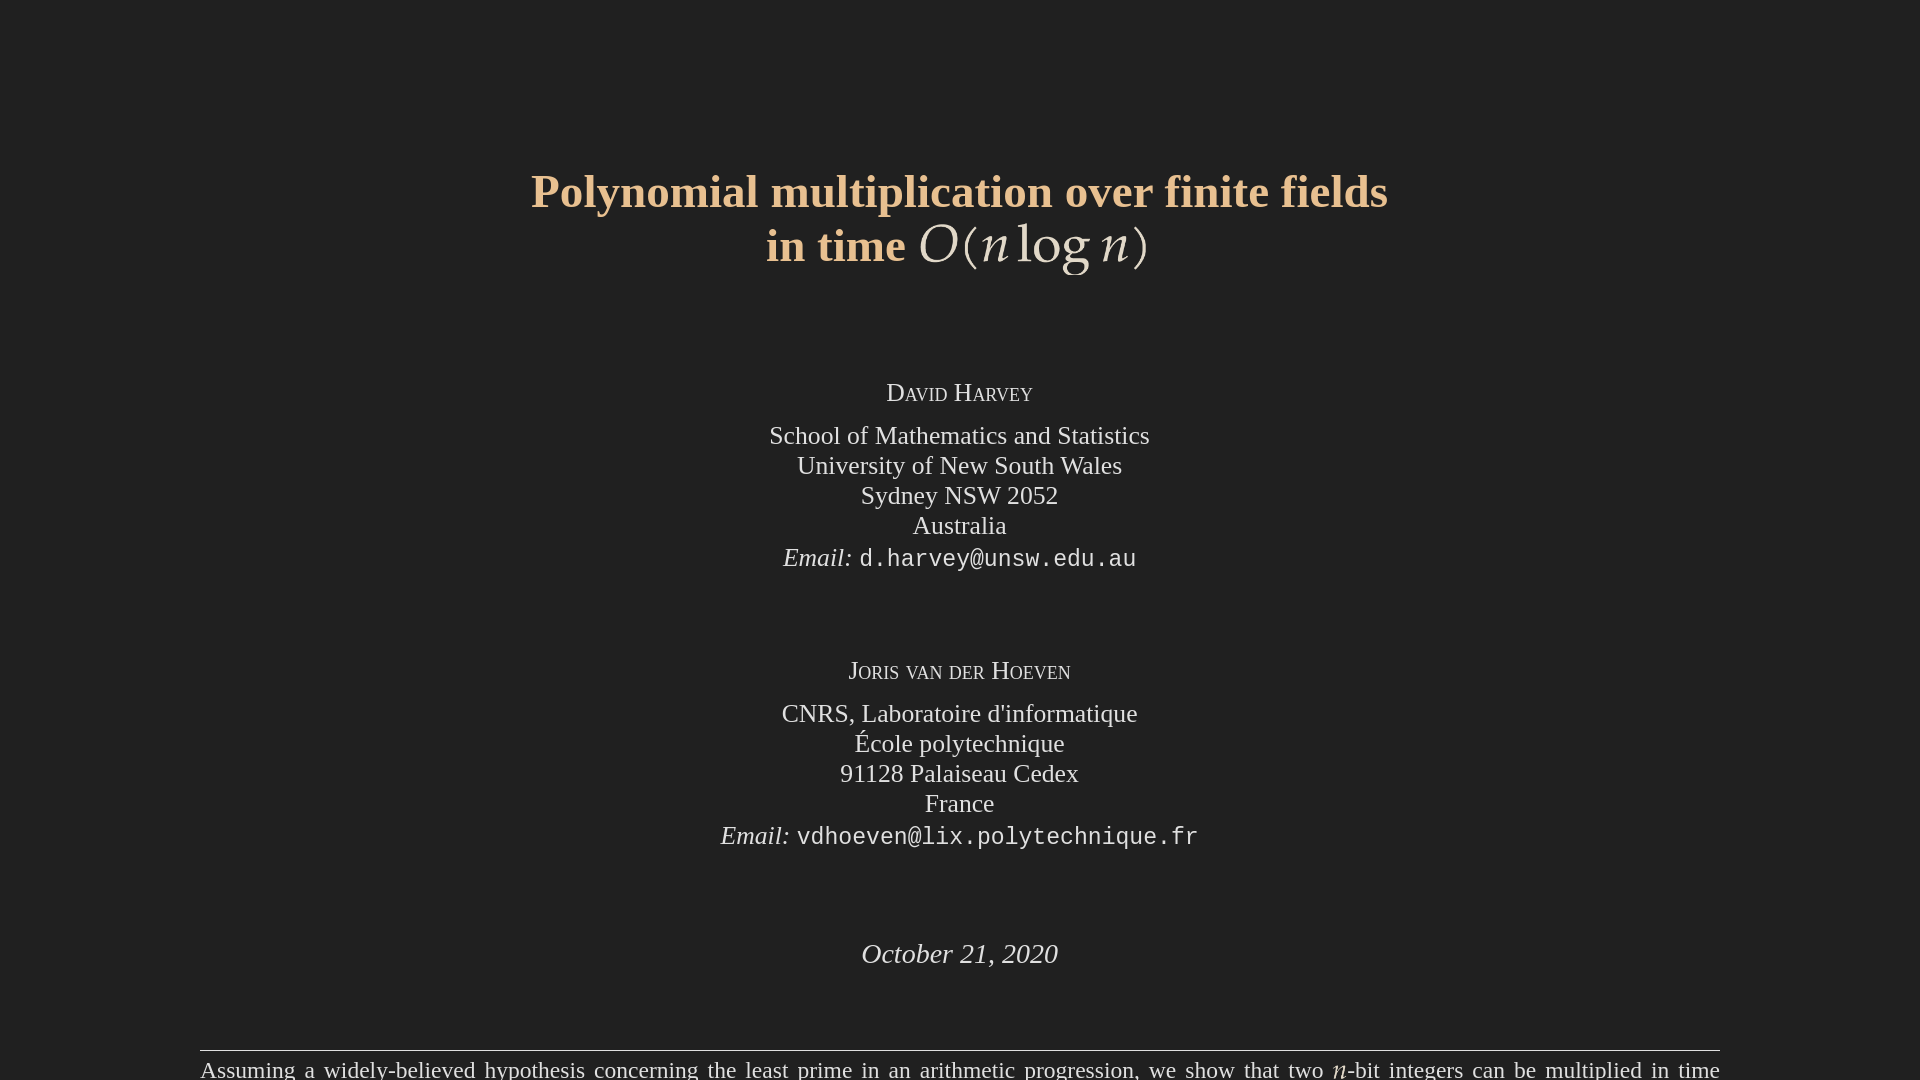 Polynomial multiplication over finite fields
in time O(n log n)
David Harvey
School of Mathematics and Statistics
University of New South Wales
Sydney NSW 2052
Australia
Email: d.harvey@unsw.edu.au
Joris van der Hoeven
CNRS, Laboratoire d'informatique
École polytechnique
91128 Palaiseau Cedex
France
Email: vdhoeven@lix.polytechnique.fr
October 21, 2020
Assuming a widely-believed hypothesis concerning the least prime in an arithmetic progression, we show that two n-bit integers can be multiplied in time